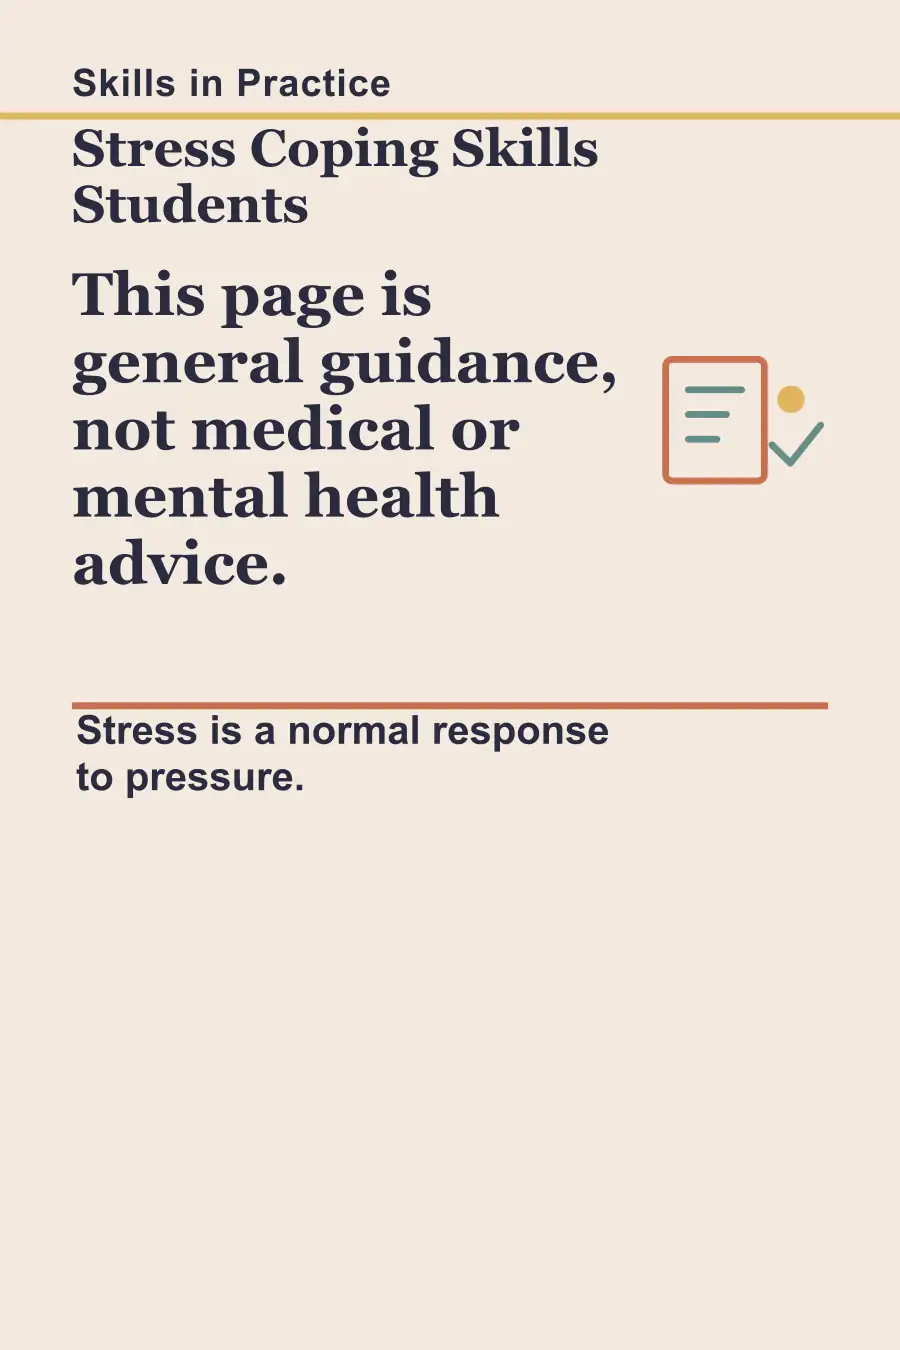 Skills in Practice
Stress Coping Skills
Students
This page is
general guidance,
not medical or
mental health
advice.
Stress is a normal response
to pressure.